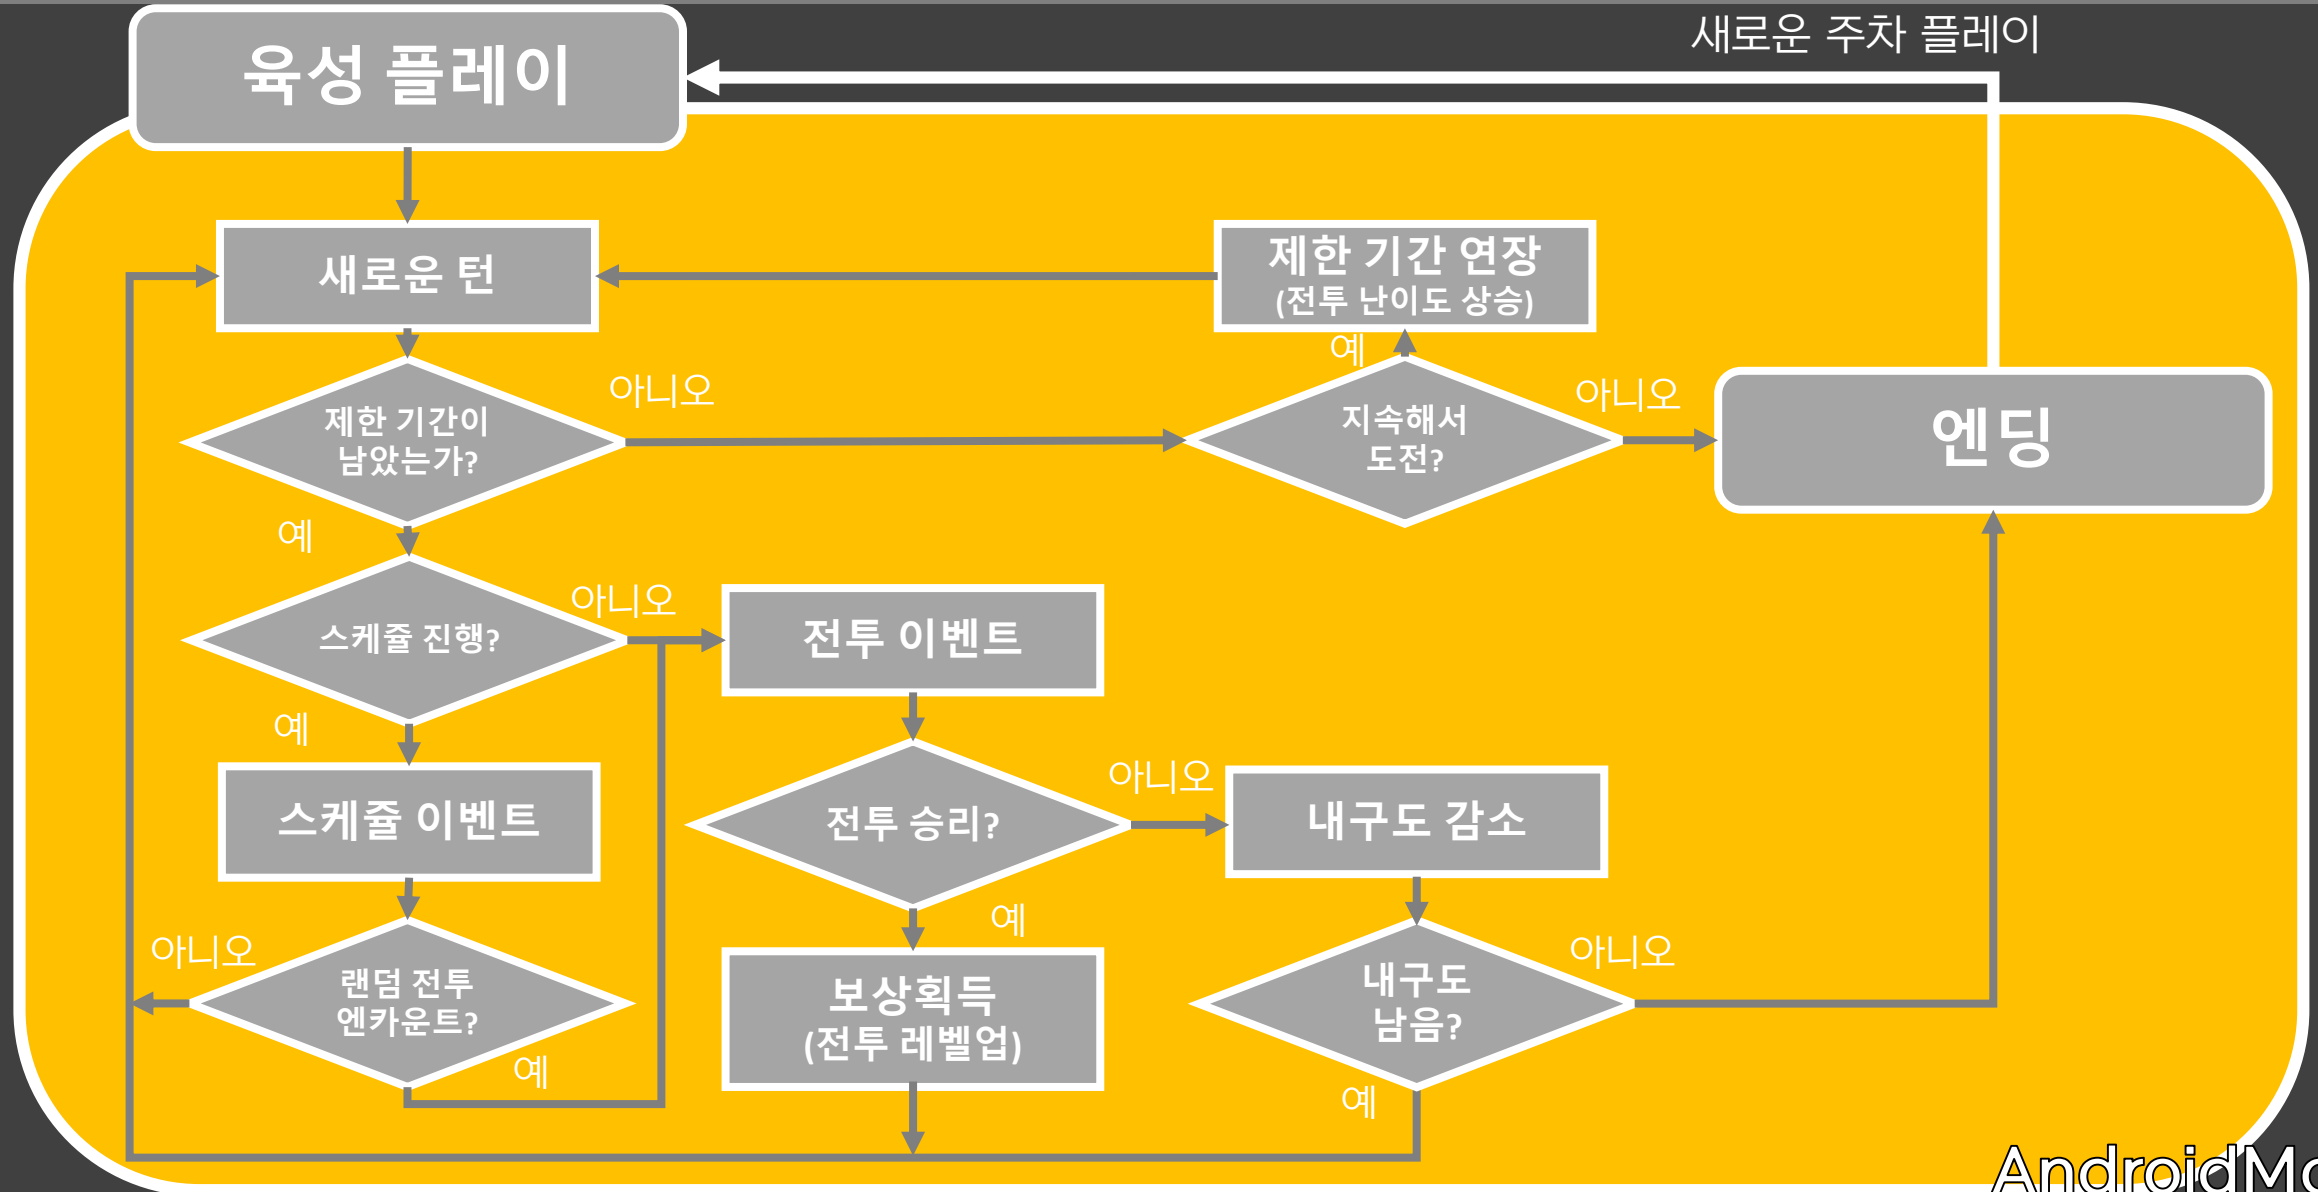 새로운 주차 플레이
육성 플레이
새로운 턴
제한 기간 연장
(전투 난이도 상승)
예
제한 기간이
남았는가?
아니오
지속해서
도전?
아니오
엔딩
예
스케쥴 진행?
아니오
전투 이벤트
예
스케쥴 이벤트
전투 승리?
아니오
내구도 감소
예
아니오
랜덤 전투
엔카운트?
예
보상획득
(전투 레벨업)
내구도
남음?
아니오
예
AndroidMo